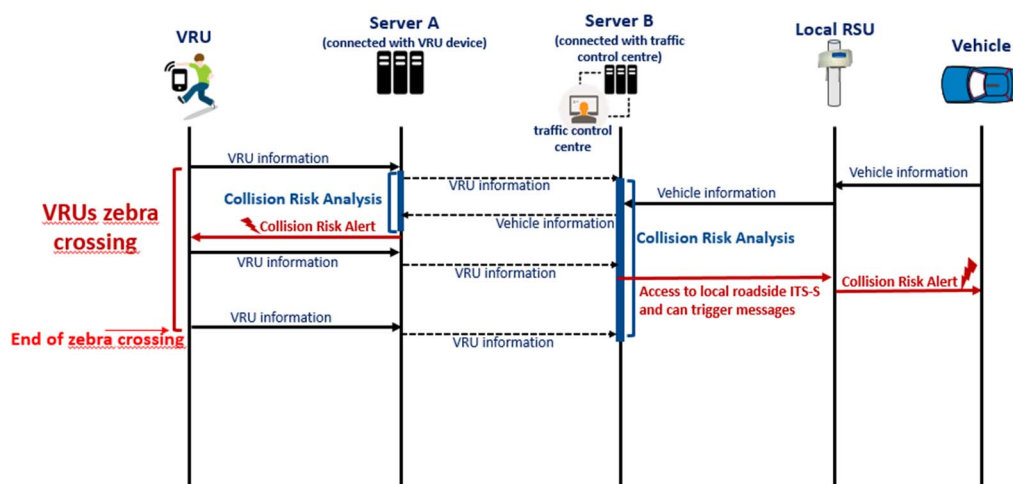 VRU
Server A
(connected with VRU device)
Server B
(connected with traffic
control centre)
Local RSU
Vehicle
traffic control
centre
VRU information
VRU information
Vehicle information
Vehicle information
Collision Risk Analysis
Vehicle information
VRUs zebra
crossing
Collision Risk Alert
Collision Risk Analysis
VRU information
VRU information
Collision Risk Alert
Access to local roadside ITS-S
and can trigger messages
VRU information
End of zebra crossing
VRU information